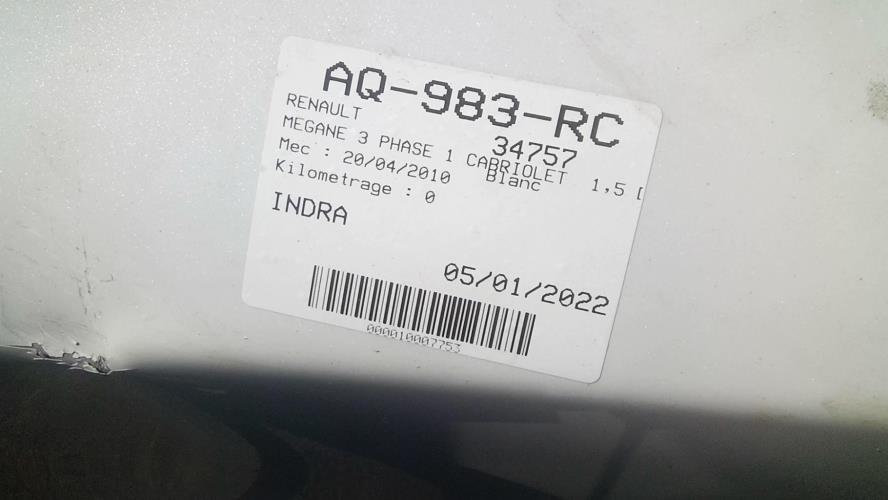 AQ-983-RC
RENAULT
34757
MEGANE 3 PHASE 1 CABRIOLET 1,5 [
Mec : 20/04/2010 Blanc
Kilometrage : 0
INDRA
05/01/2022
000010007753